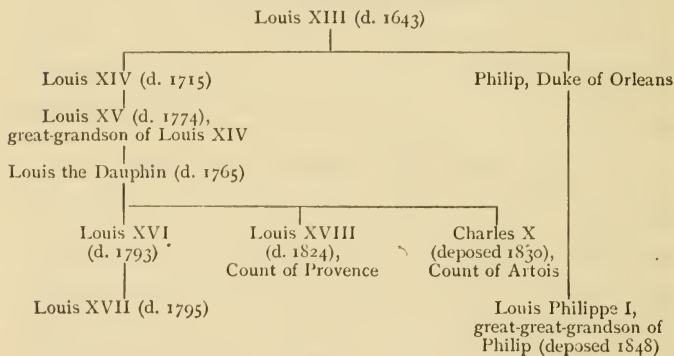 Louis XIII (d. 1643)
Louis XIV (d. 1715)
Philip, Duke of Orleans
Louis XV (d. 1774),
great-grandson of Louis XIV
Louis the Dauphin (d. 1765)
Louis XVI
(d. 1793)
Louis XVIII
(d. 1824),
Count of Provence
Charles X
(deposed 1830),
Count of Artois
Louis XVII (d. 1795)
Louis Philippe I,
great-great-grandson of
Philip (deposed 1848)